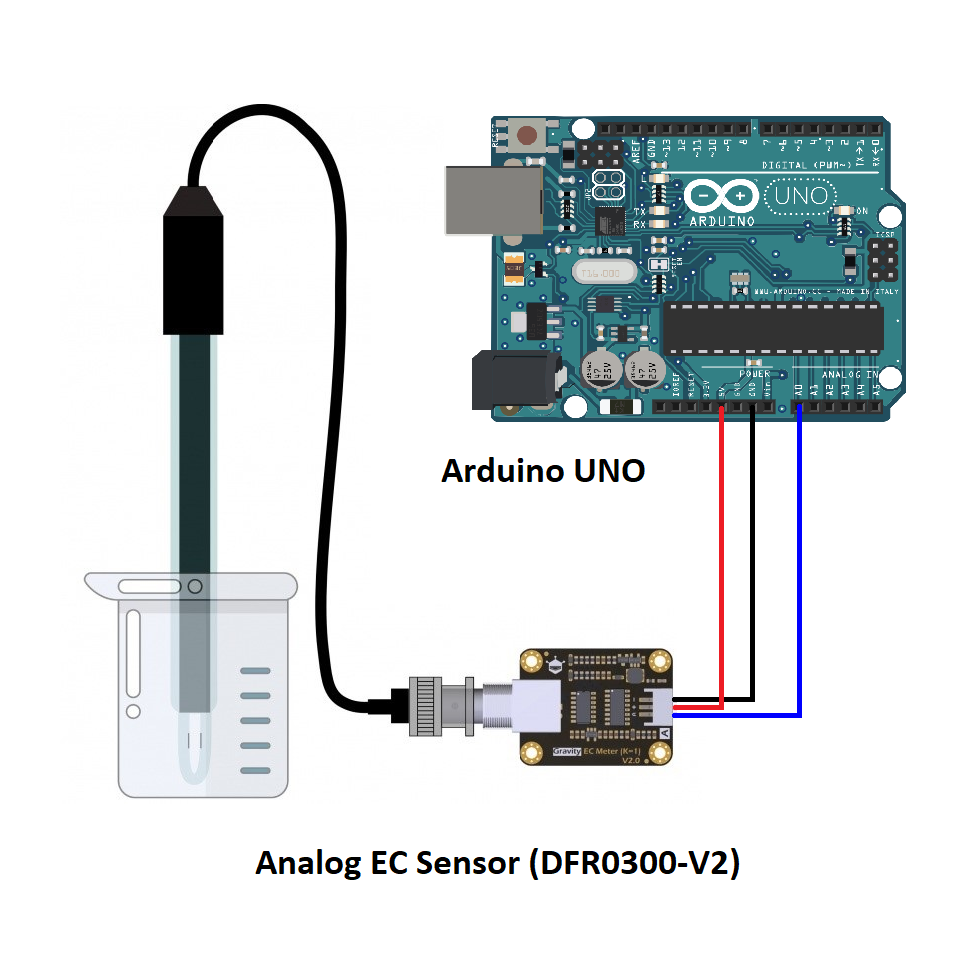 RESET
AREF
GND
~13
12
~11
~10
~9
8
7
~6
~5
4
~3
2
TX→1
RX←0
DIGITAL (PWM~)
TX
RX
ARDUINO
UNO
ON
ICSP
T16.000
WWW.ARDUINO.CC - MADE IN ITALY
47
25V
47
25V
POWER
ANALOG IN
IOREF
RESET
3.3V
5V
GND
GND
Vin
A0
A1
A2
A3
A4
A5
Arduino UNO
- + A
A
Gravity EC Meter (K=1)
V2.0
Analog EC Sensor (DFR0300-V2)